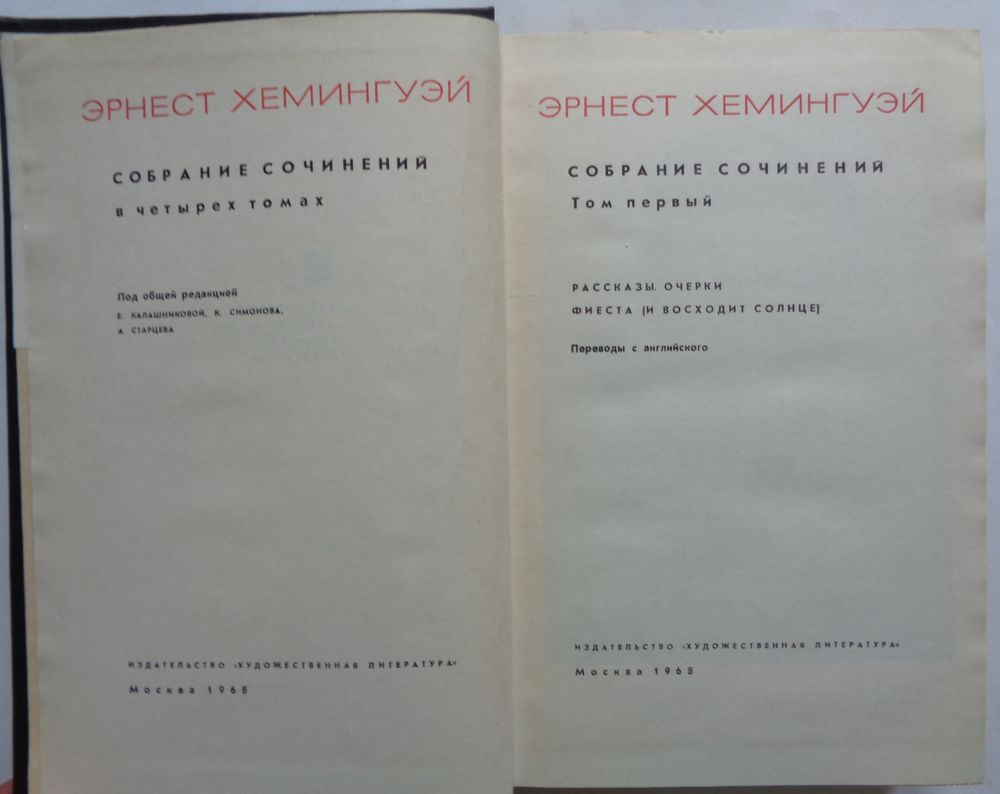 ЭРНЕСТ ХЕМИНГУЭЙ
СОБРАНИЕ СОЧИНЕНИЙ
в четырех томах
Под общей редакцией
Е. КАЛАШНИКОВОЙ, К. СИМОНОВА,
А. СТАРЦЕВА
ИЗДАТЕЛЬСТВО «ХУДОЖЕСТВЕННАЯ ЛИТЕРАТУРА»
Москва 1968
ЭРНЕСТ ХЕМИНГУЭЙ
СОБРАНИЕ СОЧИНЕНИЙ
Том первый
РАССКАЗЫ. ОЧЕРКИ
ФИЕСТА (И ВОСХОДИТ СОЛНЦЕ)
Переводы с английского
ИЗДАТЕЛЬСТВО «ХУДОЖЕСТВЕННАЯ ЛИТЕРАТУРА»
Москва 1968